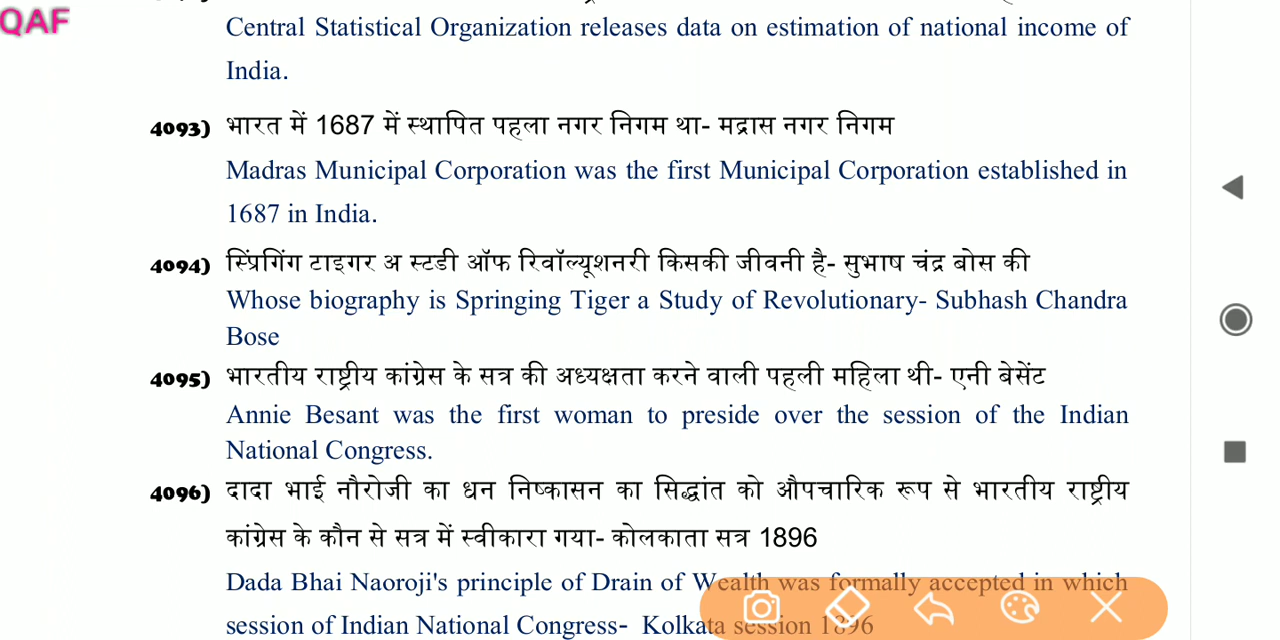 QAF
Central Statistical Organization releases data on estimation of national income of
India.
4093) भारत में 1687 में स्थापित पहला नगर निगम था- मद्रास नगर निगम
Madras Municipal Corporation was the first Municipal Corporation established in
1687 in India.
4094) स्प्रिंगिंग टाइगर अ स्टडी ऑफ रिवॉल्यूशनरी किसकी जीवनी है- सुभाष चंद्र बोस की
Whose biography is Springing Tiger a Study of Revolutionary- Subhash Chandra
Bose
4095) भारतीय राष्ट्रीय कांग्रेस के सत्र की अध्यक्षता करने वाली पहली महिला थी- एनी बेसेंट
Annie Besant was the first woman to preside over the session of the Indian
National Congress.
4096) दादा भाई नौरोजी का धन निष्कासन का सिद्धांत को औपचारिक रूप से भारतीय राष्ट्रीय
कांग्रेस के कौन से सत्र में स्वीकारा गया- कोलकाता सत्र 1896
Dada Bhai Naoroji's principle of Drain of Wealth was formally accepted in which
session of Indian National Congress- Kolkata session 1896